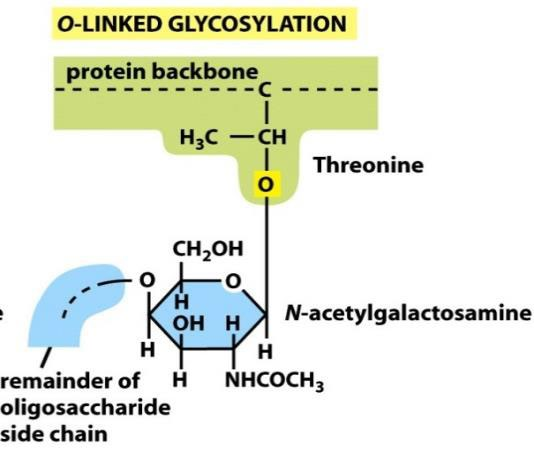 O-LINKED GLYCOSYLATION
protein backbone
C
H₃C — CH
Threonine
O
CH₂OH
O
O
H
OH H
N-acetylgalactosamine
e
H
H
H
NHCOCH₃
remainder of
oligosaccharide
side chain